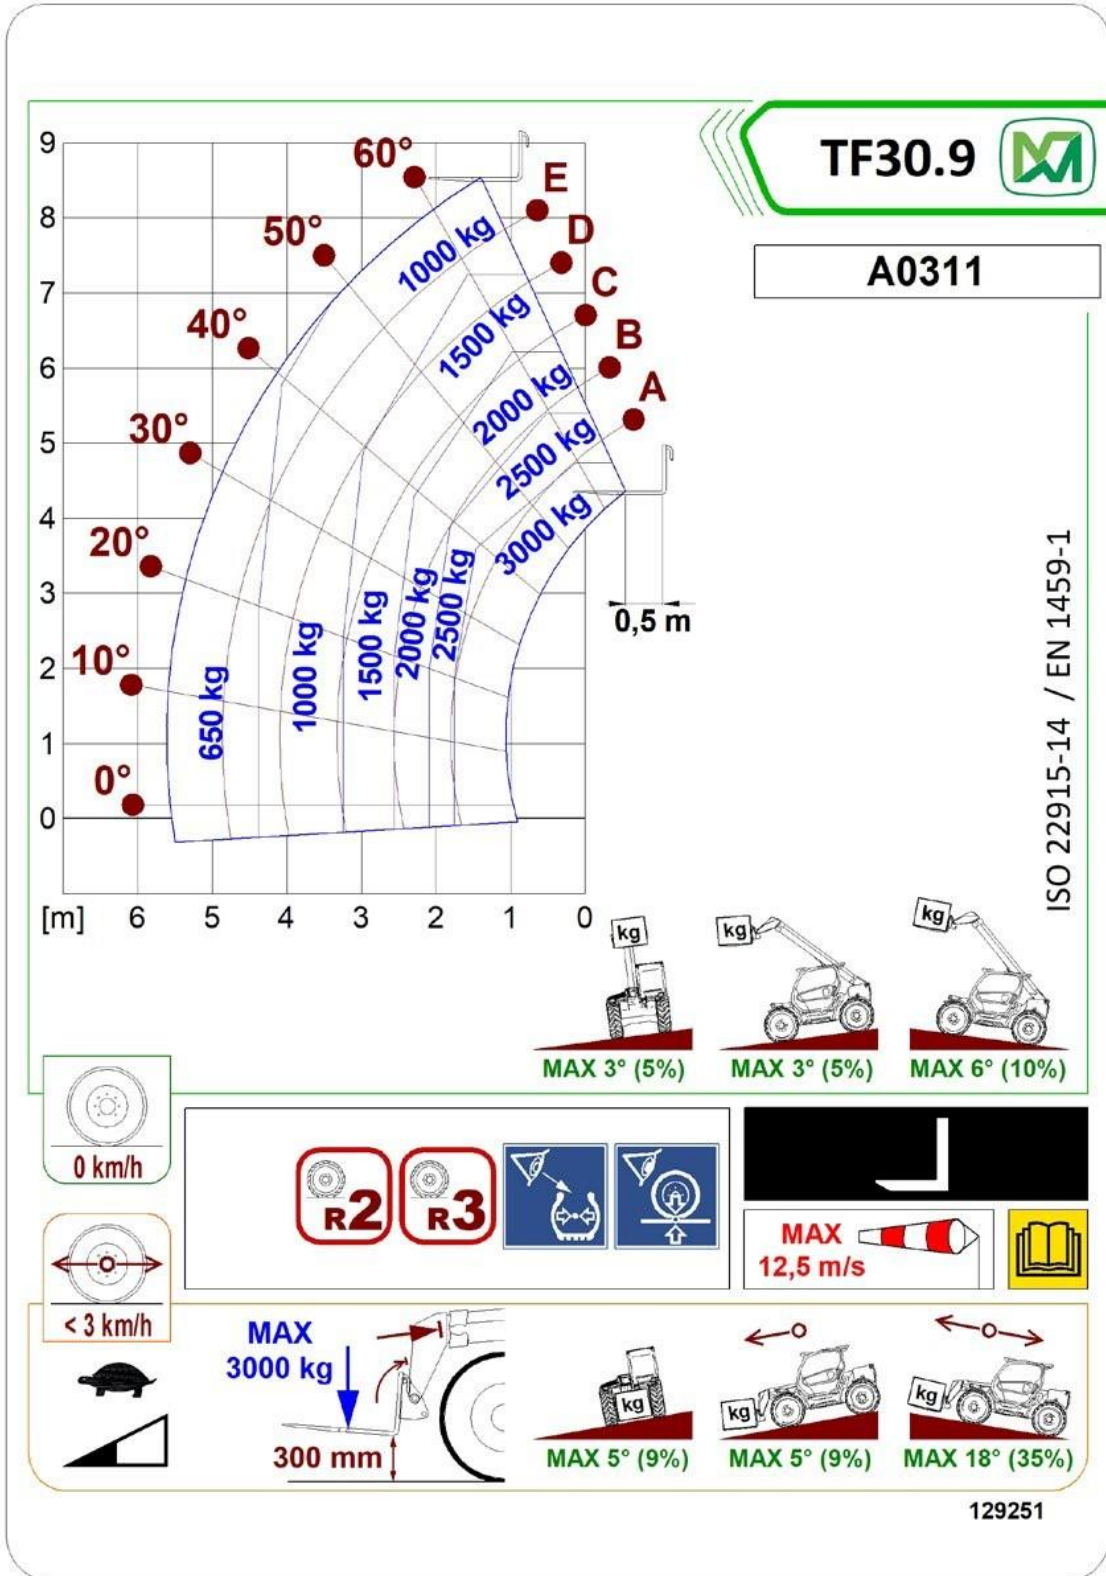 TF30.9
A0311
9
8
7
6
5
4
3
2
1
0
60°
50°
40°
30°
20°
10°
0°
E
D
C
B
A
1000 kg
1500 kg
2000 kg
2500 kg
3000 kg
650 kg
1000 kg
1500 kg
2000 kg
2500 kg
0,5 m
[m] 6 5 4 3 2 1 0
ISO 22915-14 / EN 1459-1
kg
kg
kg
MAX 3° (5%)
MAX 3° (5%)
MAX 6° (10%)
0 km/h
R2
R3
MAX
12,5 m/s
< 3 km/h
MAX
3000 kg
300 mm
kg
kg
kg
MAX 5° (9%)
MAX 5° (9%)
MAX 18° (35%)
129251